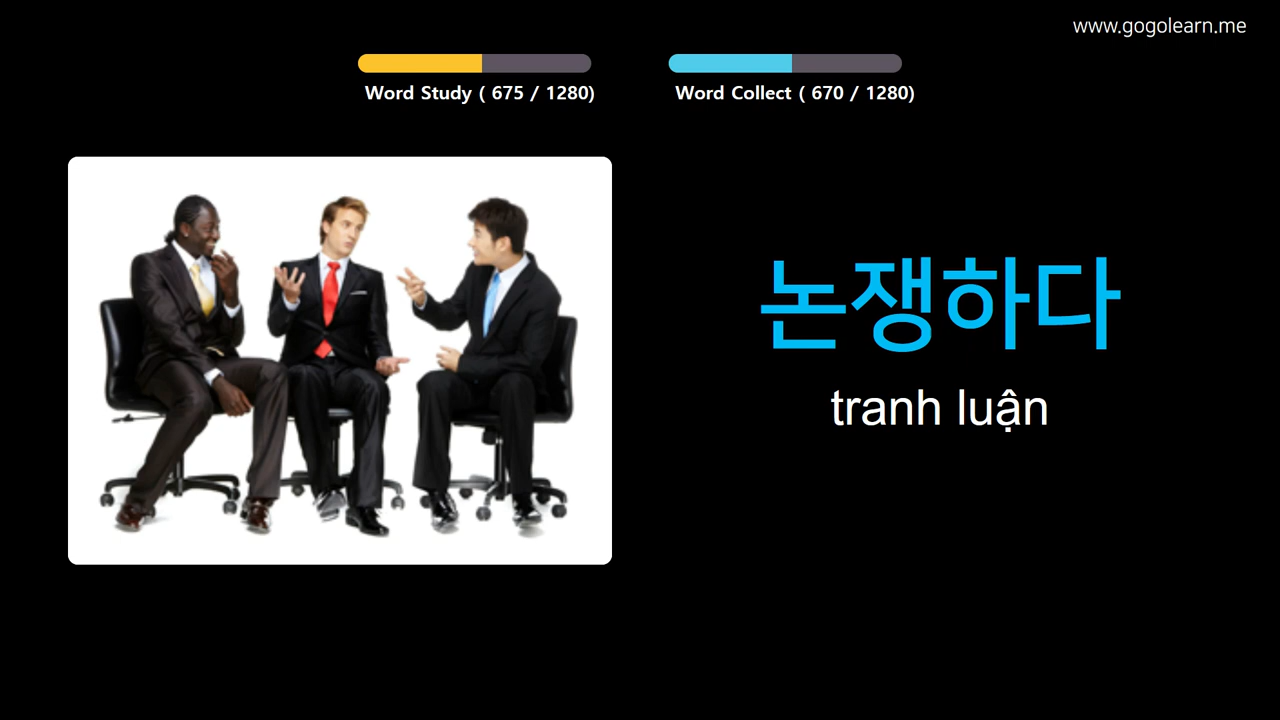 www.gogolearn.me
Word Study ( 675 / 1280)
Word Collect ( 670 / 1280)
논쟁하다
tranh luận